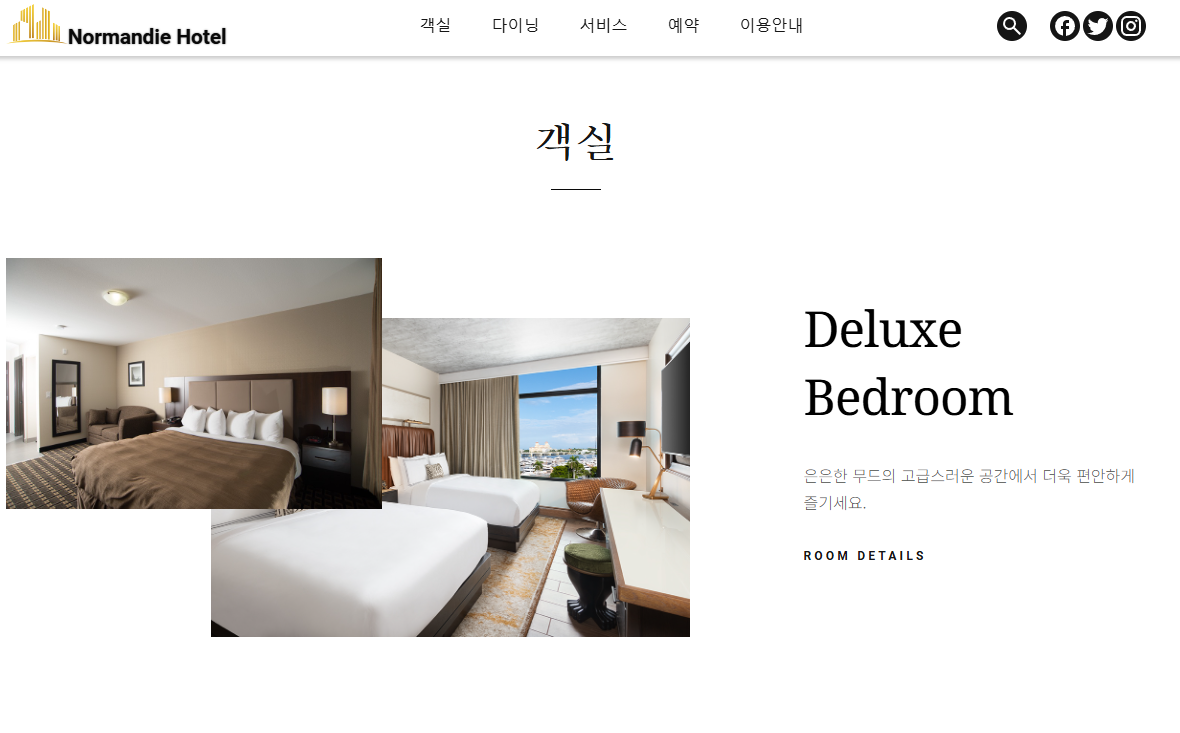 Normandie Hotel
객실 다이닝 서비스 예약 이용안내
객실
Deluxe
Bedroom
은은한 무드의 고급스러운 공간에서 더욱 편안하게
즐기세요.
ROOM DETAILS